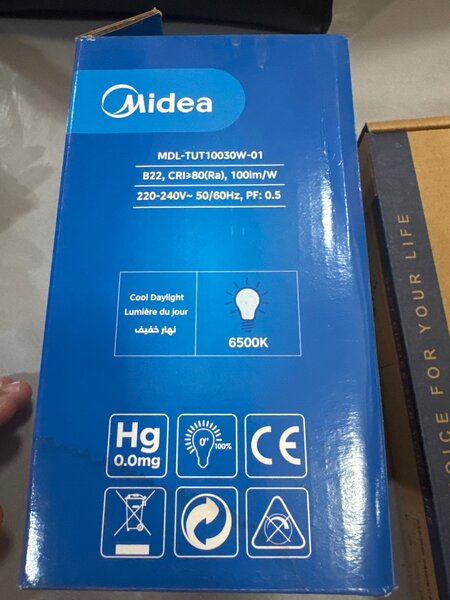 Midea
MDL-TUT10030W-01
B22, CRI≥80(Ra), 100lm/W
220-240V~ 50/60Hz, PF: 0.5
Cool Daylight
Lumière du jour
نهار خفيف
6500K
Hg
0.0mg
0"
100%
CE
OICE FOR YOUR LIFE